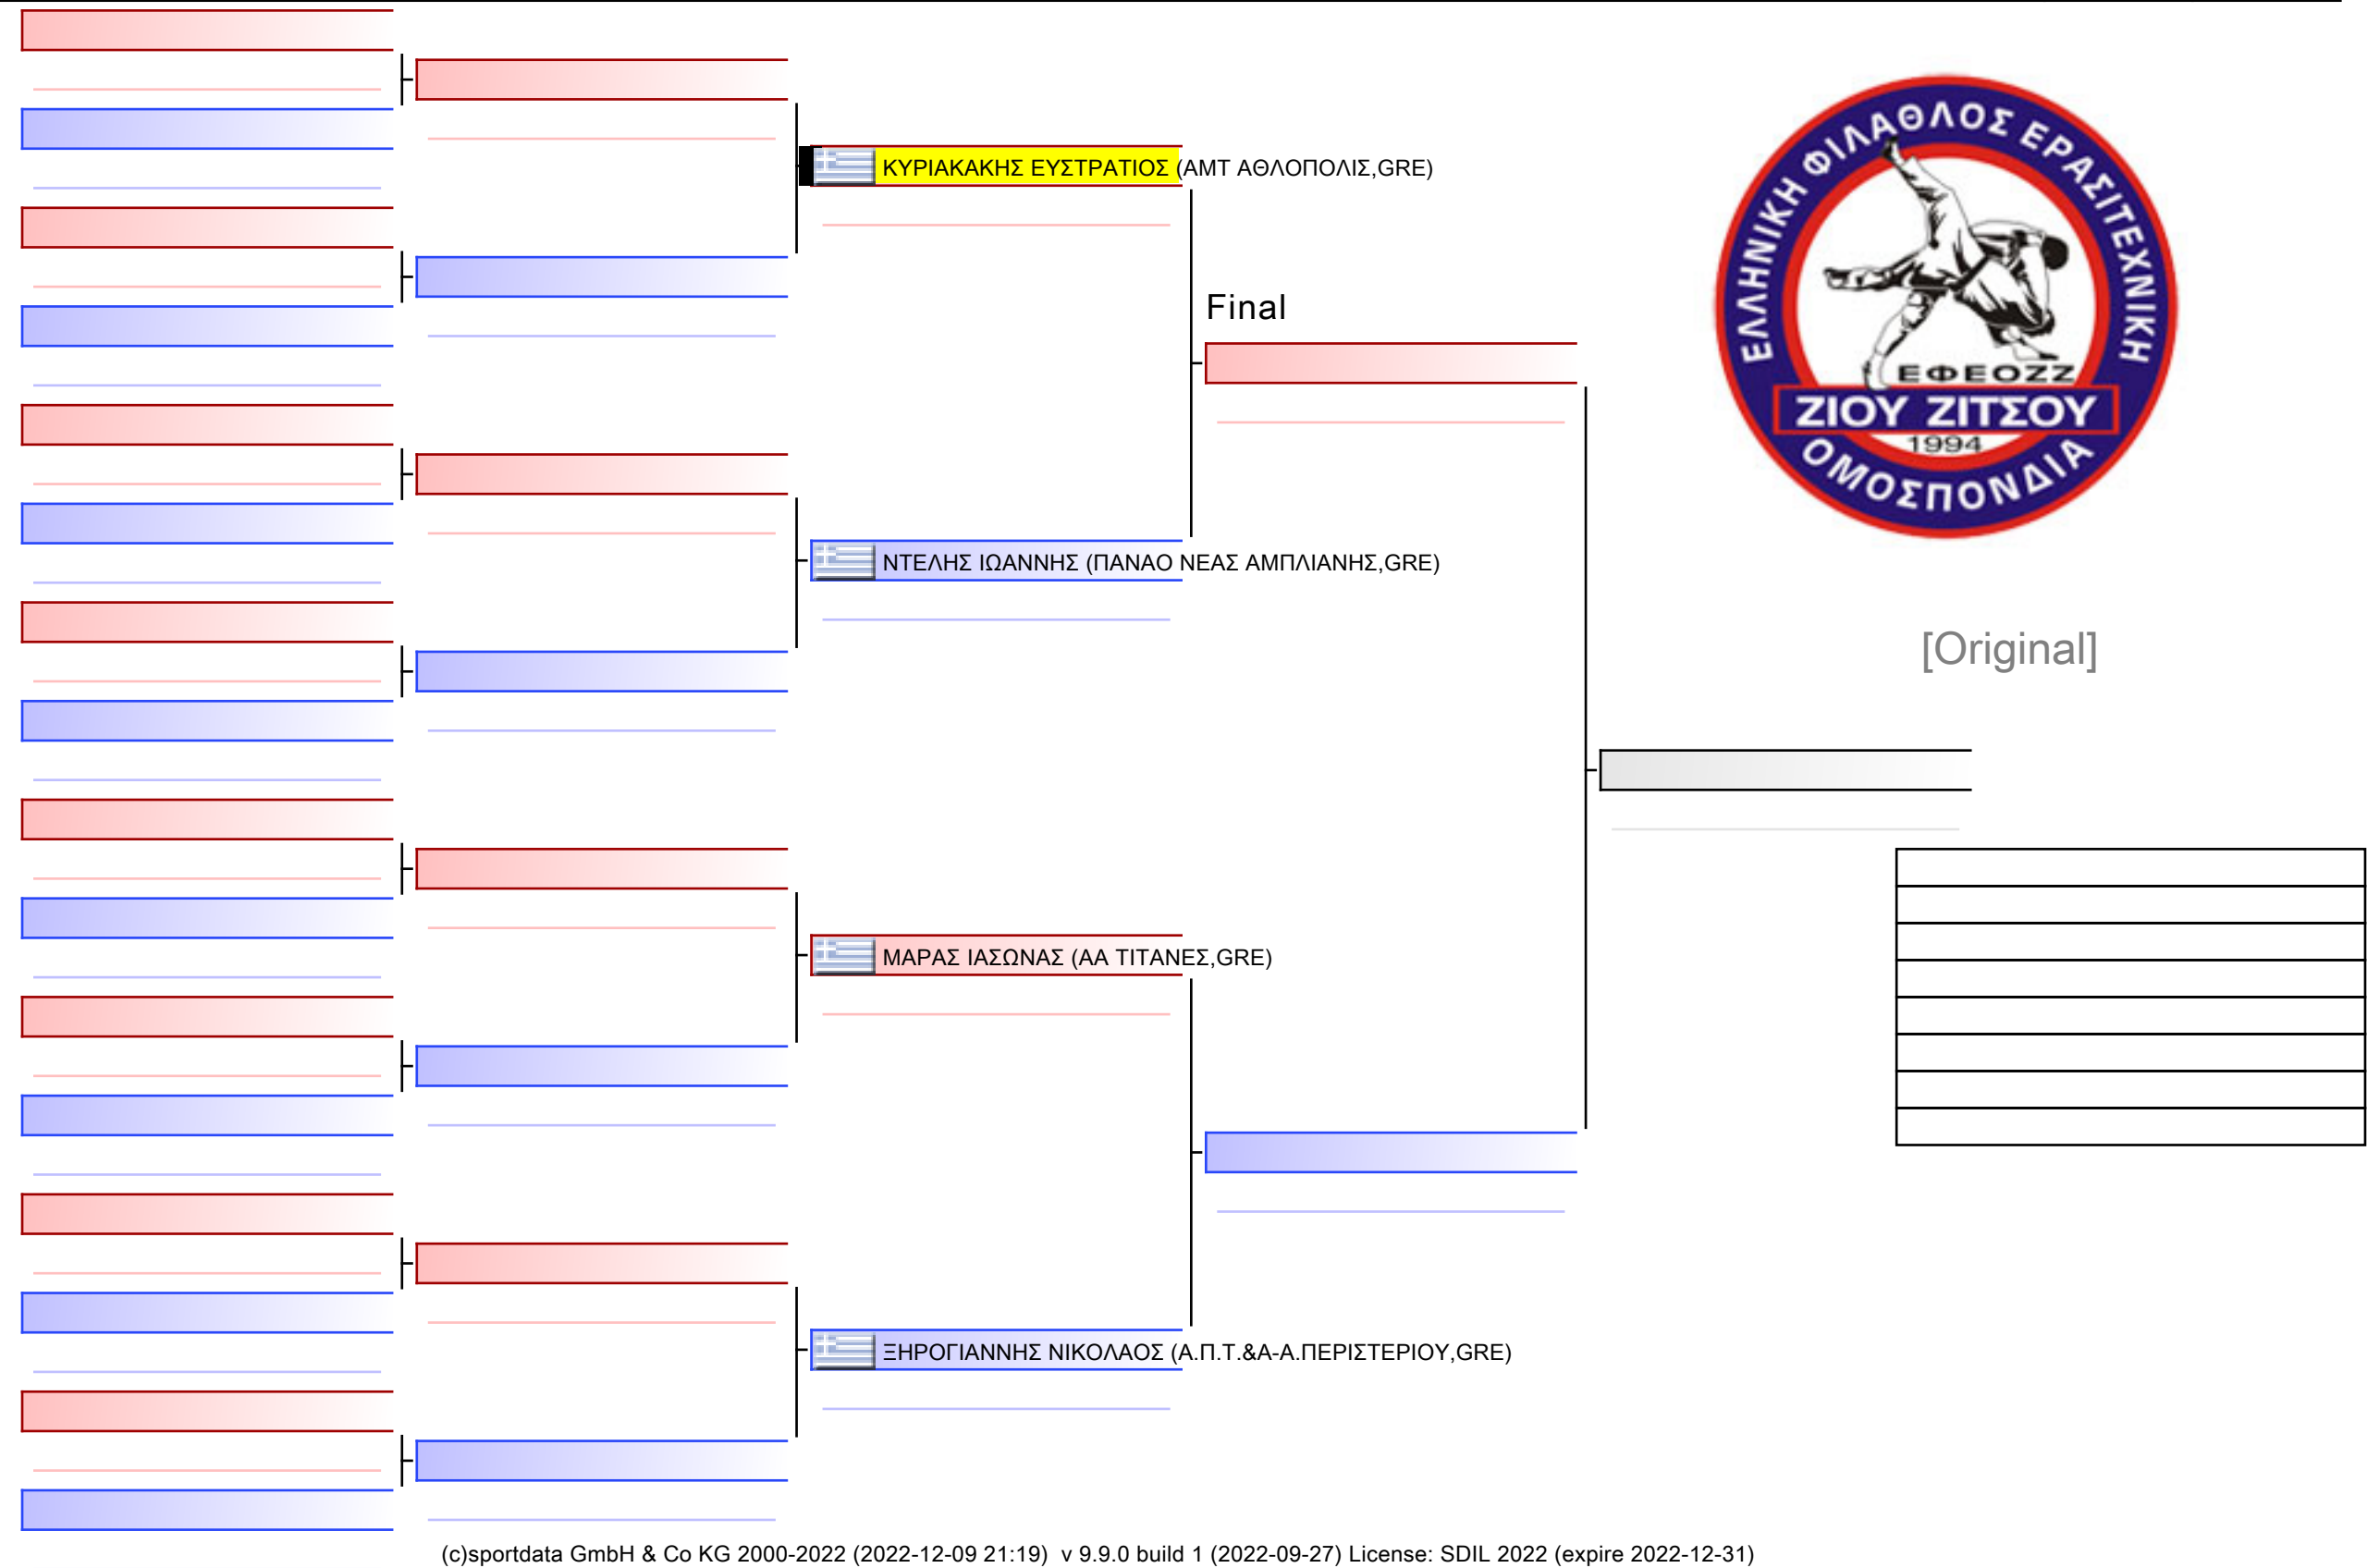 ΚΥΡΙΑΚΑΚΗΣ ΕΥΣΤΡΑΤΙΟΣ (ΑΜΤ ΑΘΛΟΠΟΛΙΣ,GRE)
Final
ΝΤΕΛΗΣ ΙΩΑΝΝΗΣ (ΠΑΝΑΟ ΝΕΑΣ ΑΜΠΛΙΑΝΗΣ,GRE)
ΜΑΡΑΣ ΙΑΣΩΝΑΣ (ΑΑ ΤΙΤΑΝΕΣ,GRE)
ΞΗΡΟΓΙΑΝΝΗΣ ΝΙΚΟΛΑΟΣ (Α.Π.Τ.&Α-Α.ΠΕΡΙΣΤΕΡΙΟΥ,GRE)
ΕΛΛΗΝΙΚΗ ΦΙΛΑΘΛΟΣ ΕΡΑΣΙΤΕΧΝΙΚΗ
ΕΦΕΟΖΖ
ΖΙΟΥ ΖΙΤΣΟΥ
1994
ΟΜΟΣΠΟΝΔΙΑ
[Original]
(c)sportdata GmbH & Co KG 2000-2022 (2022-12-09 21:19) v 9.9.0 build 1 (2022-09-27) License: SDIL 2022 (expire 2022-12-31)